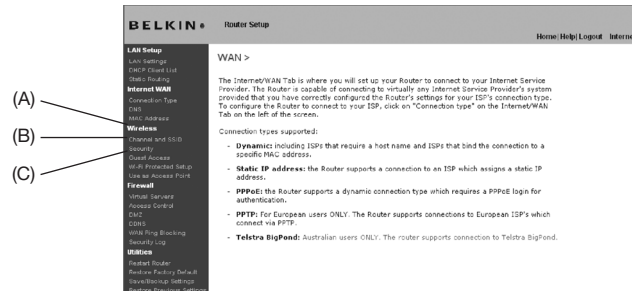 BELKIN
Router Setup
Home|Help|Logout Interne
LAN Setup
LAN Settings
DHCP Client List
Static Routing
Internet WAN
Connection Type
DNS
MAC Address
Wireless
Channel and SSID
Security
Guest Access
Wi-Fi Protected Setup
Use as Access Point
Firewall
Virtual Servers
Access Control
DMZ
DDNS
WAN Ping Blocking
Security Log
Utilities
Restart Router
Restore Factory Default
Save/Backup Settings
Restore Previous Settings
(A)
(B)
(C)
WAN >
The Internet/WAN Tab is where you will set up your Router to connect to your Internet Service
Provider. The Router is capable of connecting to virtually any Internet Service Provider's system
provided that you have correctly configured the Router's settings for your ISP's connection type.
To configure the Router to connect to your ISP, click on "Connection type" on the Internet/WAN
Tab on the left of the screen.
Connection types supported:
- Dynamic: including ISPs that require a host name and ISPs that bind the connection to a
specific MAC address.
- Static IP address: the Router supports a connection to an ISP which assigns a static IP
address.
- PPPoE: the Router supports a dynamic connection type which requires a PPPoE login for
authentication.
- PPTP: For European users ONLY. The Router supports connections to European ISP's which
connect via PPTP.
- Telstra BigPond: Australian users ONLY. The router supports connection to Telstra BigPond.